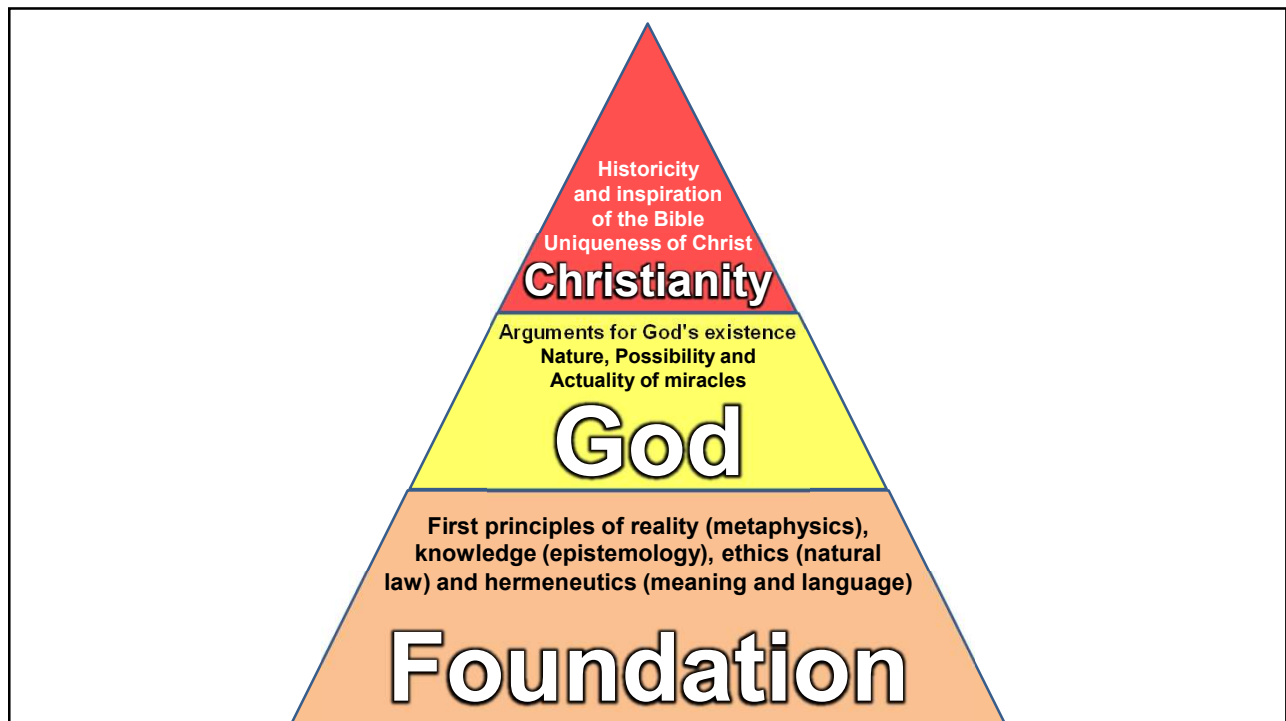 Historicity
and inspiration
of the Bible
Uniqueness of Christ
Christianity
Arguments for God's existence
Nature, Possibility and
Actuality of miracles
God
First principles of reality (metaphysics),
knowledge (epistemology), ethics (natural
law) and hermeneutics (meaning and language)
Foundation